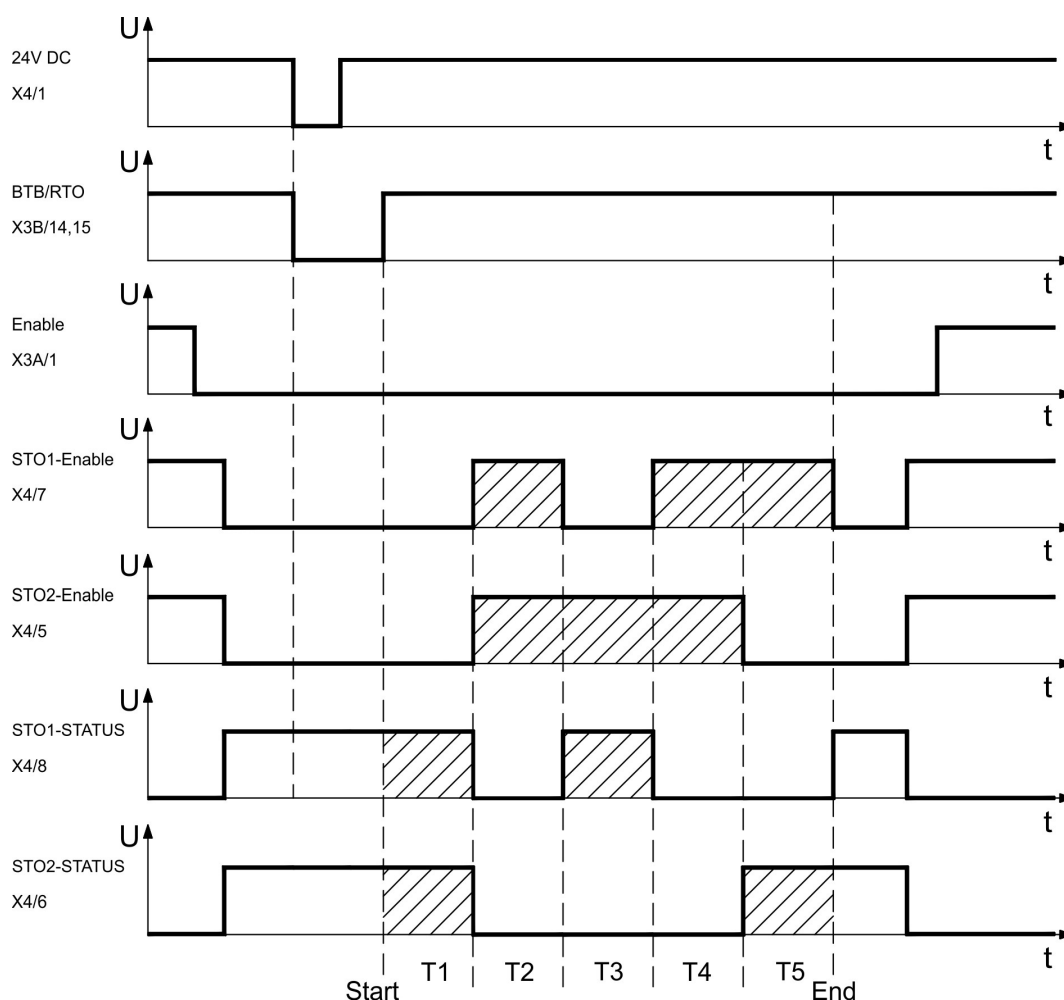 U
24V DC
X4/1
t
U
BTB/RTO
X3B/14,15
t
U
Enable
X3A/1
t
U
STO1-Enable
X4/7
t
U
STO2-Enable
X4/5
t
U
STO1-STATUS
X4/8
t
U
STO2-STATUS
X4/6
t
T1 T2 T3 T4 T5
Start End